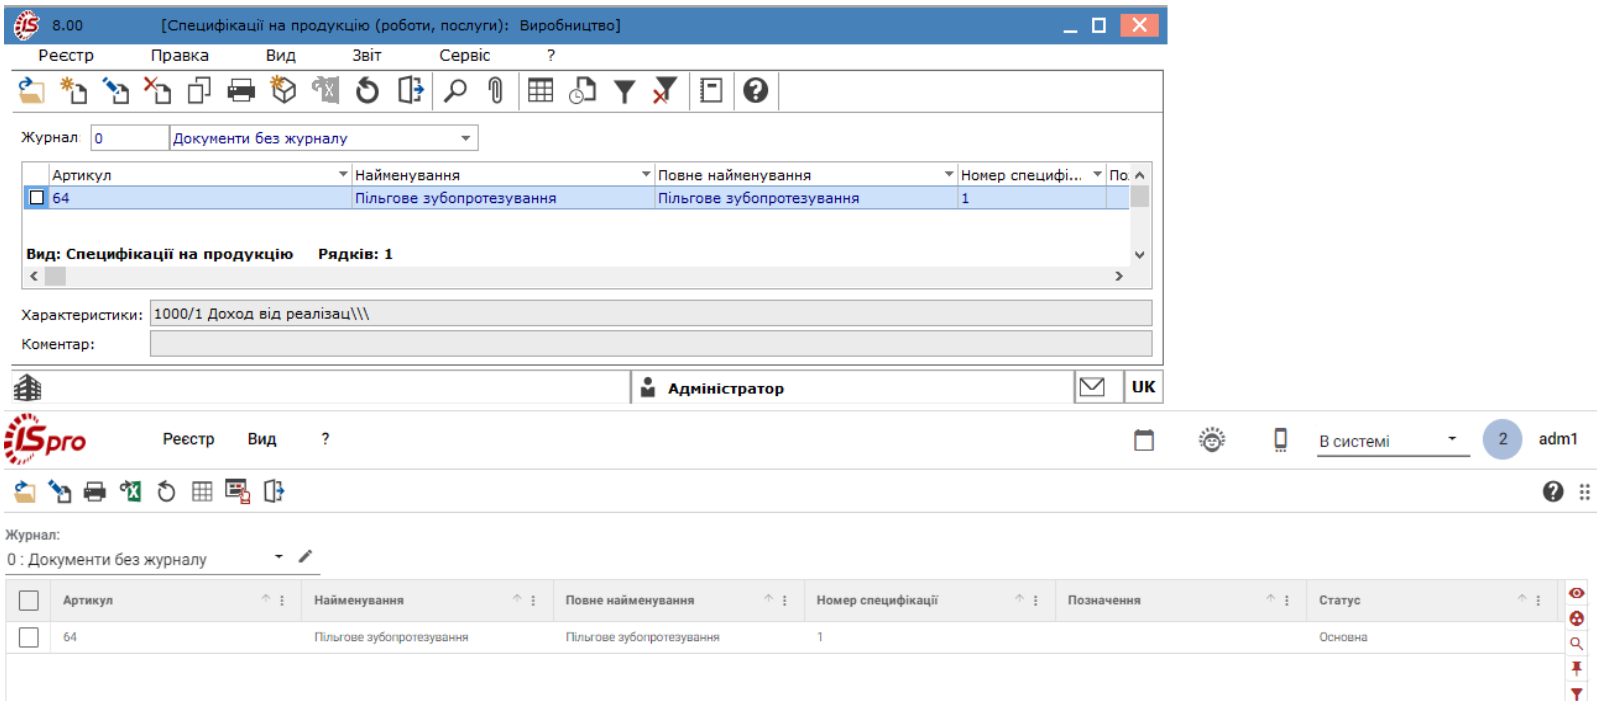 8.00 [Специфікації на продукцію (роботи, послуги): Виробництво]
Реєстр Правка Вид Звіт Сервіс ?
Журнал: 0 Документи без журналу
Артикул Найменування Повне найменування Номер специфі... По:
64 Пільгове зубопротезування Пільгове зубопротезування 1
Вид: Специфікації на продукцію Рядків: 1
Характеристики: 1000/1 Доход від реалізац\\\
Коментар:
Адміністратор UK
ISpro Реєстр Вид ? В системі 2 adm1
Журнал:
0 : Документи без журналу
Артикул Найменування Повне найменування Номер специфікації Позначення Статус
64 Пільгове зубопротезування Пільгове зубопротезування 1 Основна